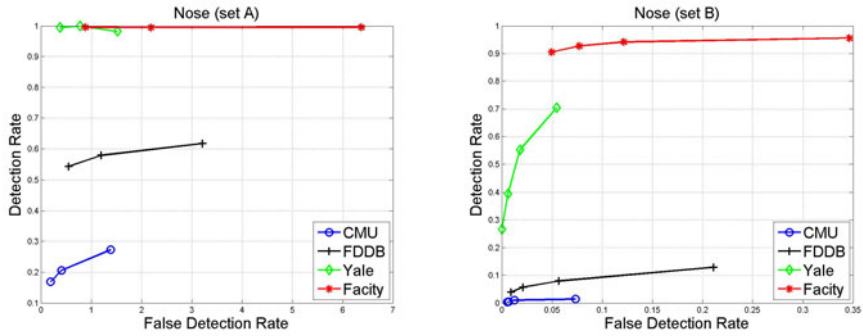 Nose (set A)
Detection Rate
1
0.9
0.8
0.7
0.6
0.5
0.4
0.3
0.2
0.1
0
1
2
3
4
5
6
7
False Detection Rate
CMU
FDDB
Yale
Facity
Nose (set B)
Detection Rate
1
0.9
0.8
0.7
0.6
0.5
0.4
0.3
0.2
0.1
0
0
0.05
0.1
0.15
0.2
0.25
0.3
0.35
False Detection Rate
CMU
FDDB
Yale
Facity